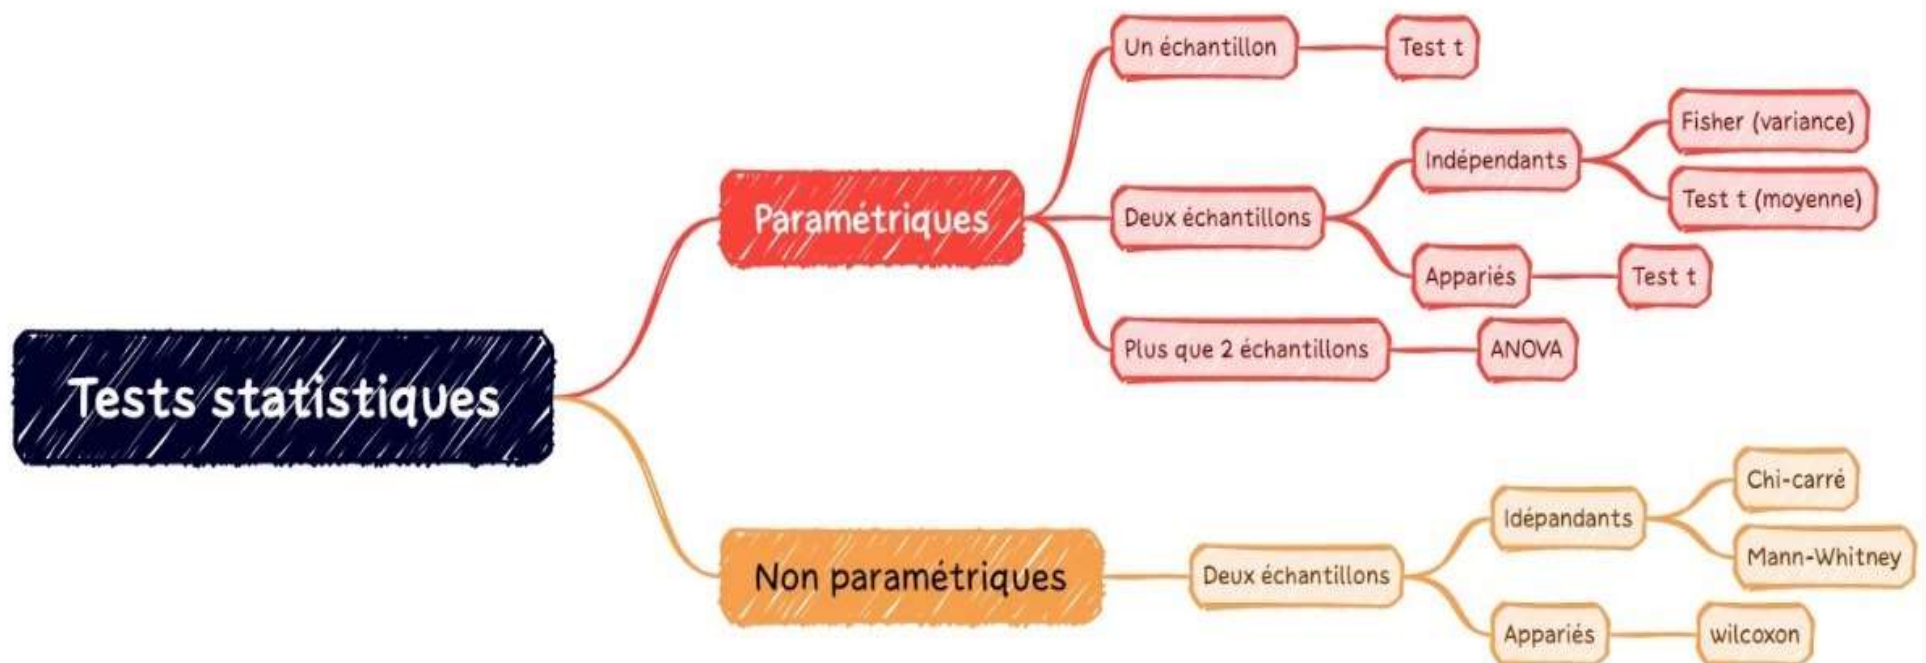 Tests statistiques
Paramétriques
Un échantillon
Test t
Deux échantillons
Indépendants
Fisher (variance)
Test t (moyenne)
Appariés
Test t
Plus que 2 échantillons
ANOVA
Non paramétriques
Deux échantillons
Idépandants
Chi-carré
Mann-Whitney
Appariés
wilcoxon